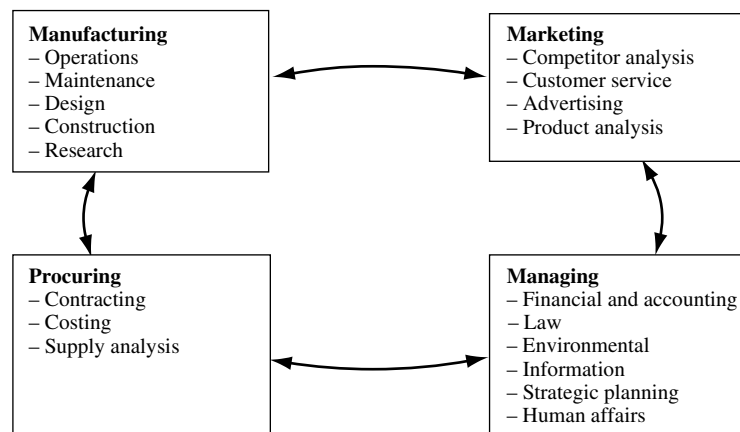 Manufacturing
– Operations
– Maintenance
– Design
– Construction
– Research
Marketing
– Competitor analysis
– Customer service
– Advertising
– Product analysis
Procuring
– Contracting
– Costing
– Supply analysis
Managing
– Financial and accounting
– Law
– Environmental
– Information
– Strategic planning
– Human affairs